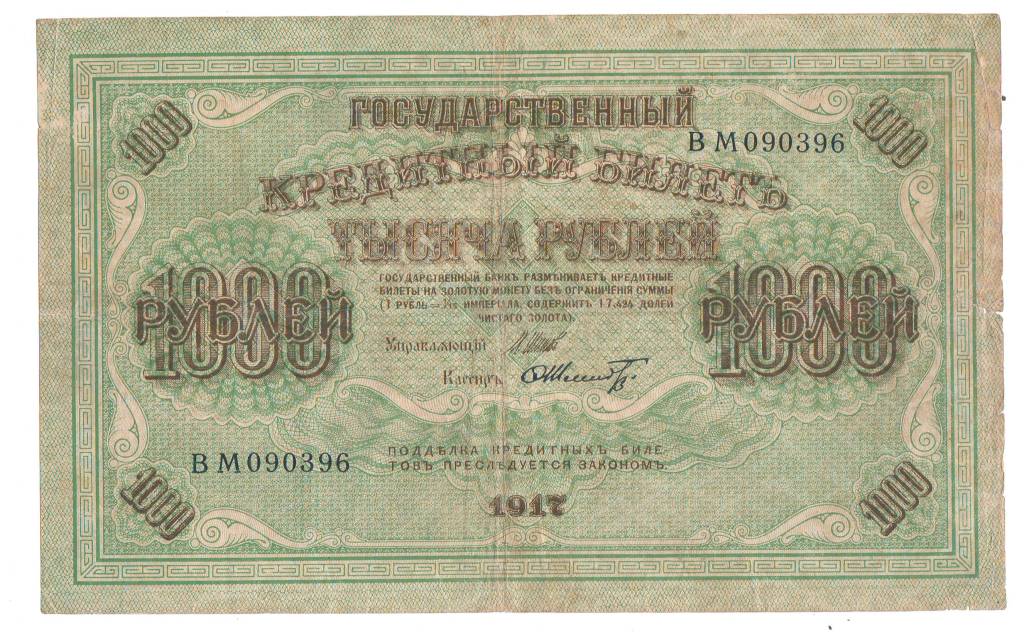 1000 ГОСУДАРСТВЕННЫЙ 1000
ВМ090396
КРЕДИТНЫЙ БИЛЕТЪ
ТЫСЯЧА РУБЛЕЙ
ГОСУДАРСТВЕННЫЙ БАНКЪ РАЗМѢНИВАЕТЪ КРЕДИТНЫЕ
БИЛЕТЫ НА ЗОЛОТУЮ МОНЕТУ БЕЗЪ ОГРАНИЧЕНІЯ СУММЫ
(1 РУБЛЬ = 1/15 ИМПЕРІАЛА, СОДЕРЖИТЪ 17,424 ДОЛЕЙ
ЧИСТАГО ЗОЛОТА).
1000 1000
РУБЛЕЙ РУБЛЕЙ
Управляющій
Кассиръ
ПОДДѢЛКА КРЕДИТНЫХЪ БИЛЕ-
ТОВЪ ПРЕСЛѢДУЕТСЯ ЗАКОНОМЪ.
ВМ090396
1000 1917 1000